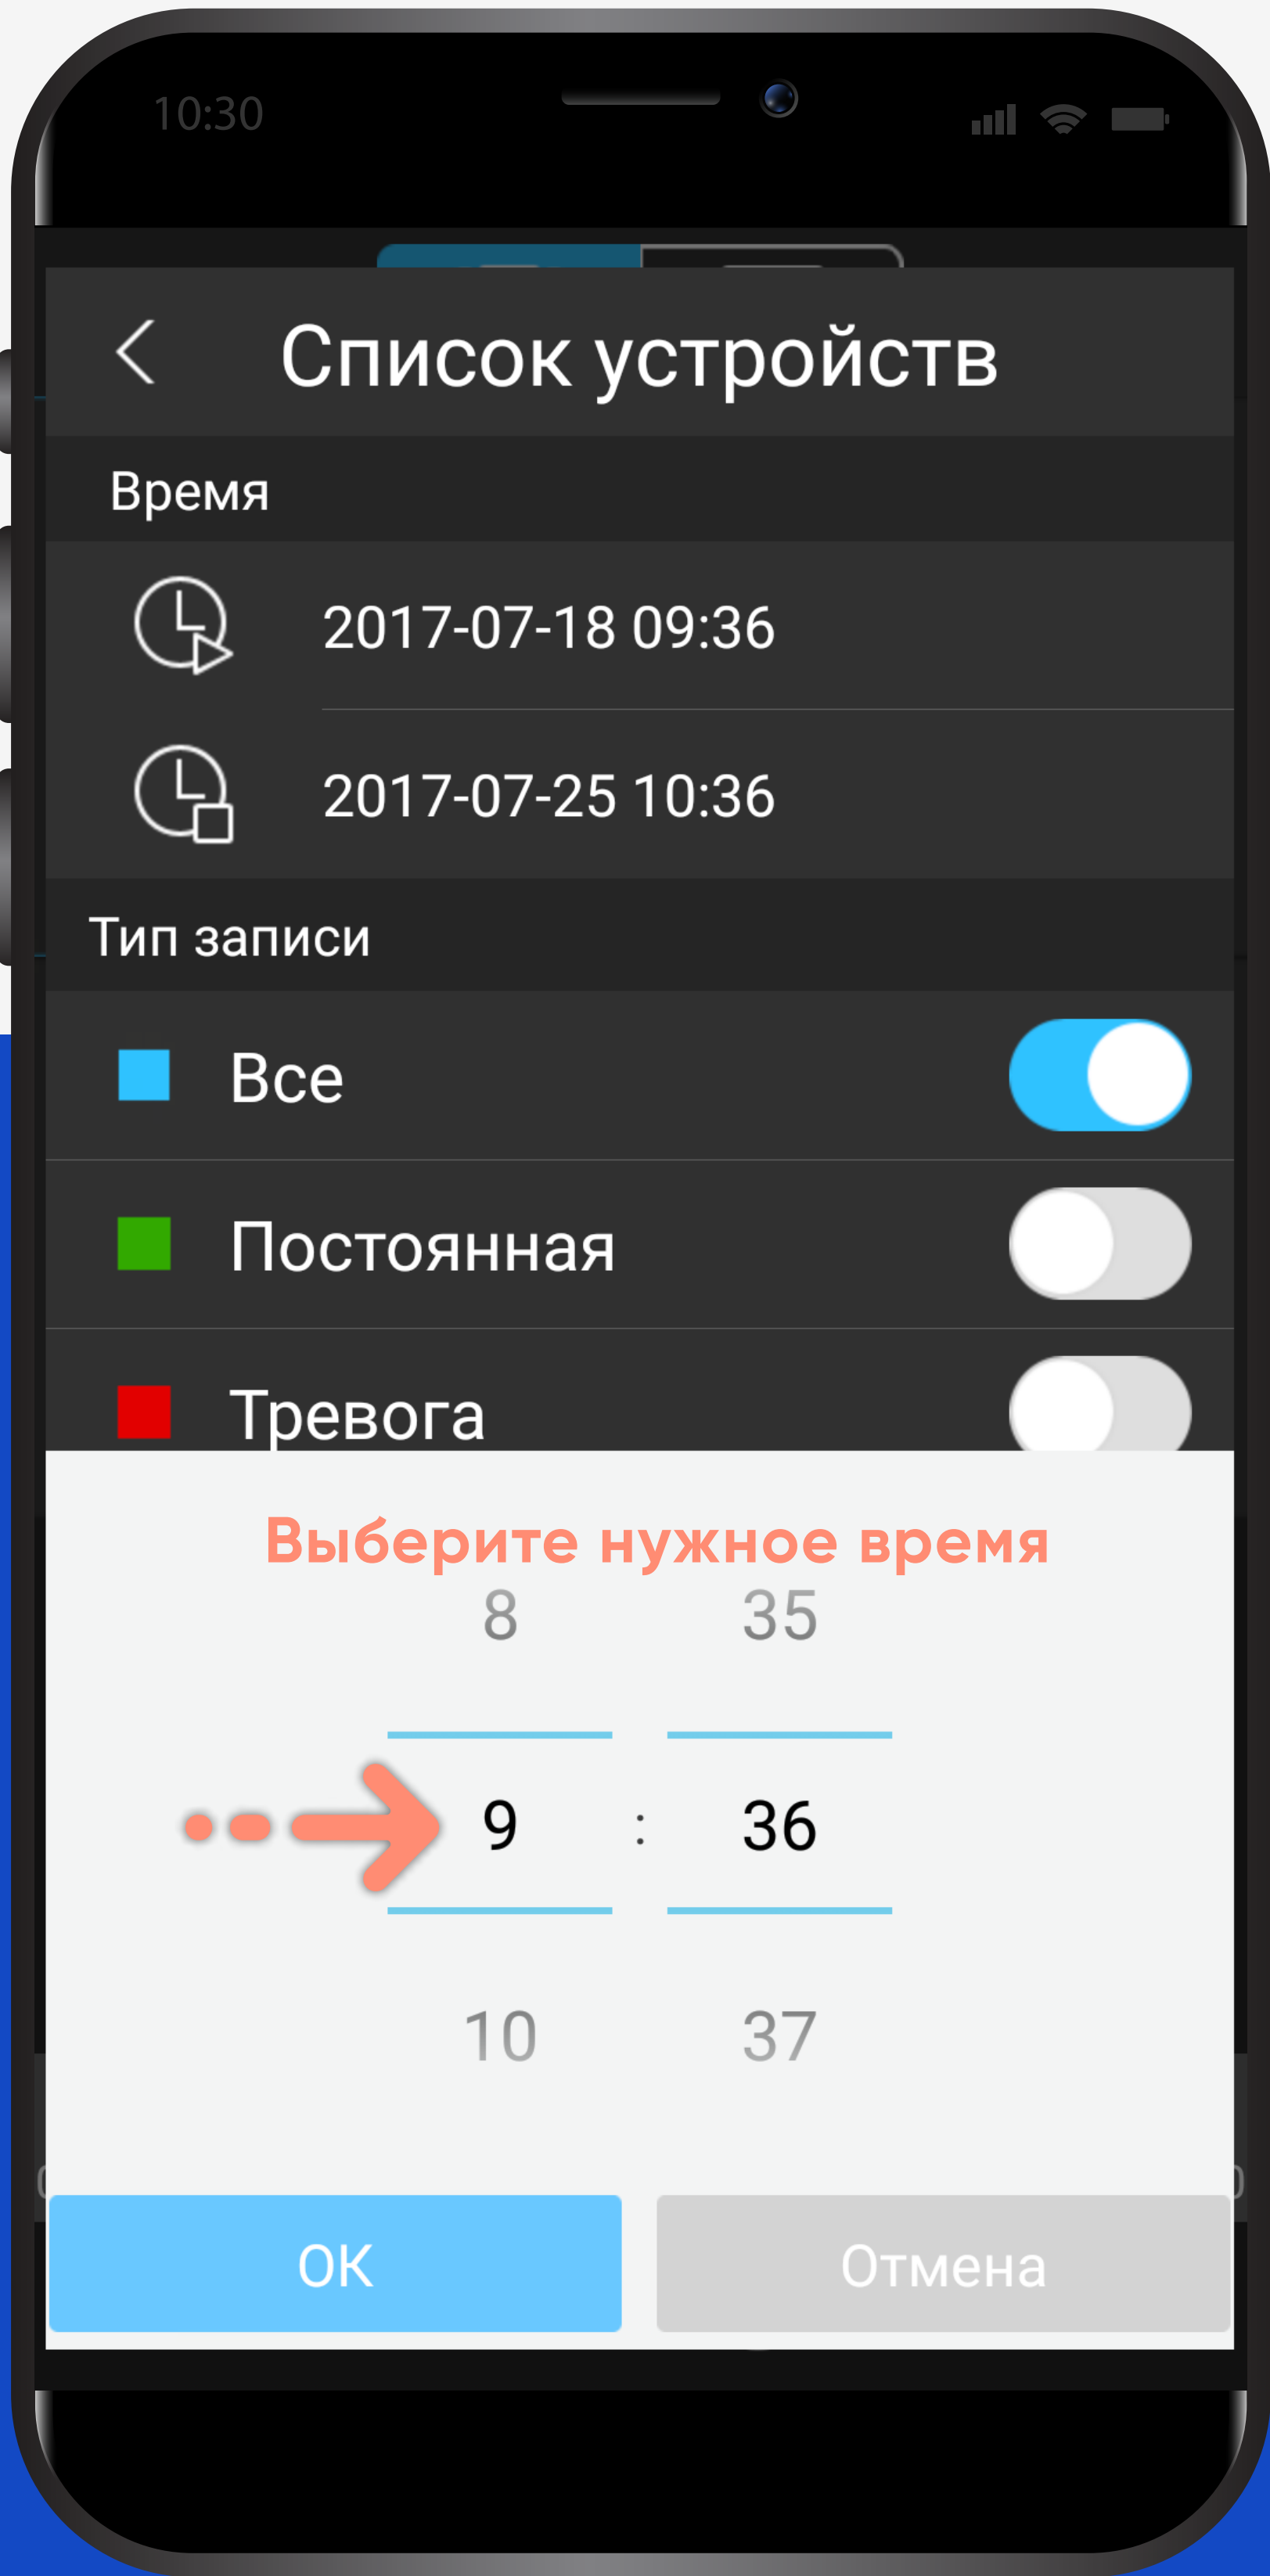 10:30
Список устройств
Время
2017-07-18 09:36
2017-07-25 10:36
Тип записи
Все
Постоянная
Тревога
Выберите нужное время
8 35
9 : 36
10 37
ОК Отмена